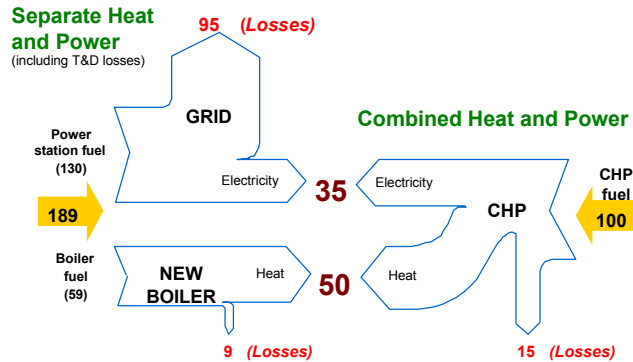 Separate Heat
and Power
(including T&D losses)
95 (Losses)
GRID
Combined Heat and Power
Power
station fuel
(130)
Electricity
35
Electricity
CHP
fuel
189
CHP
100
Boiler
fuel
(59)
NEW
BOILER
Heat
50
Heat
9 (Losses)
15 (Losses)